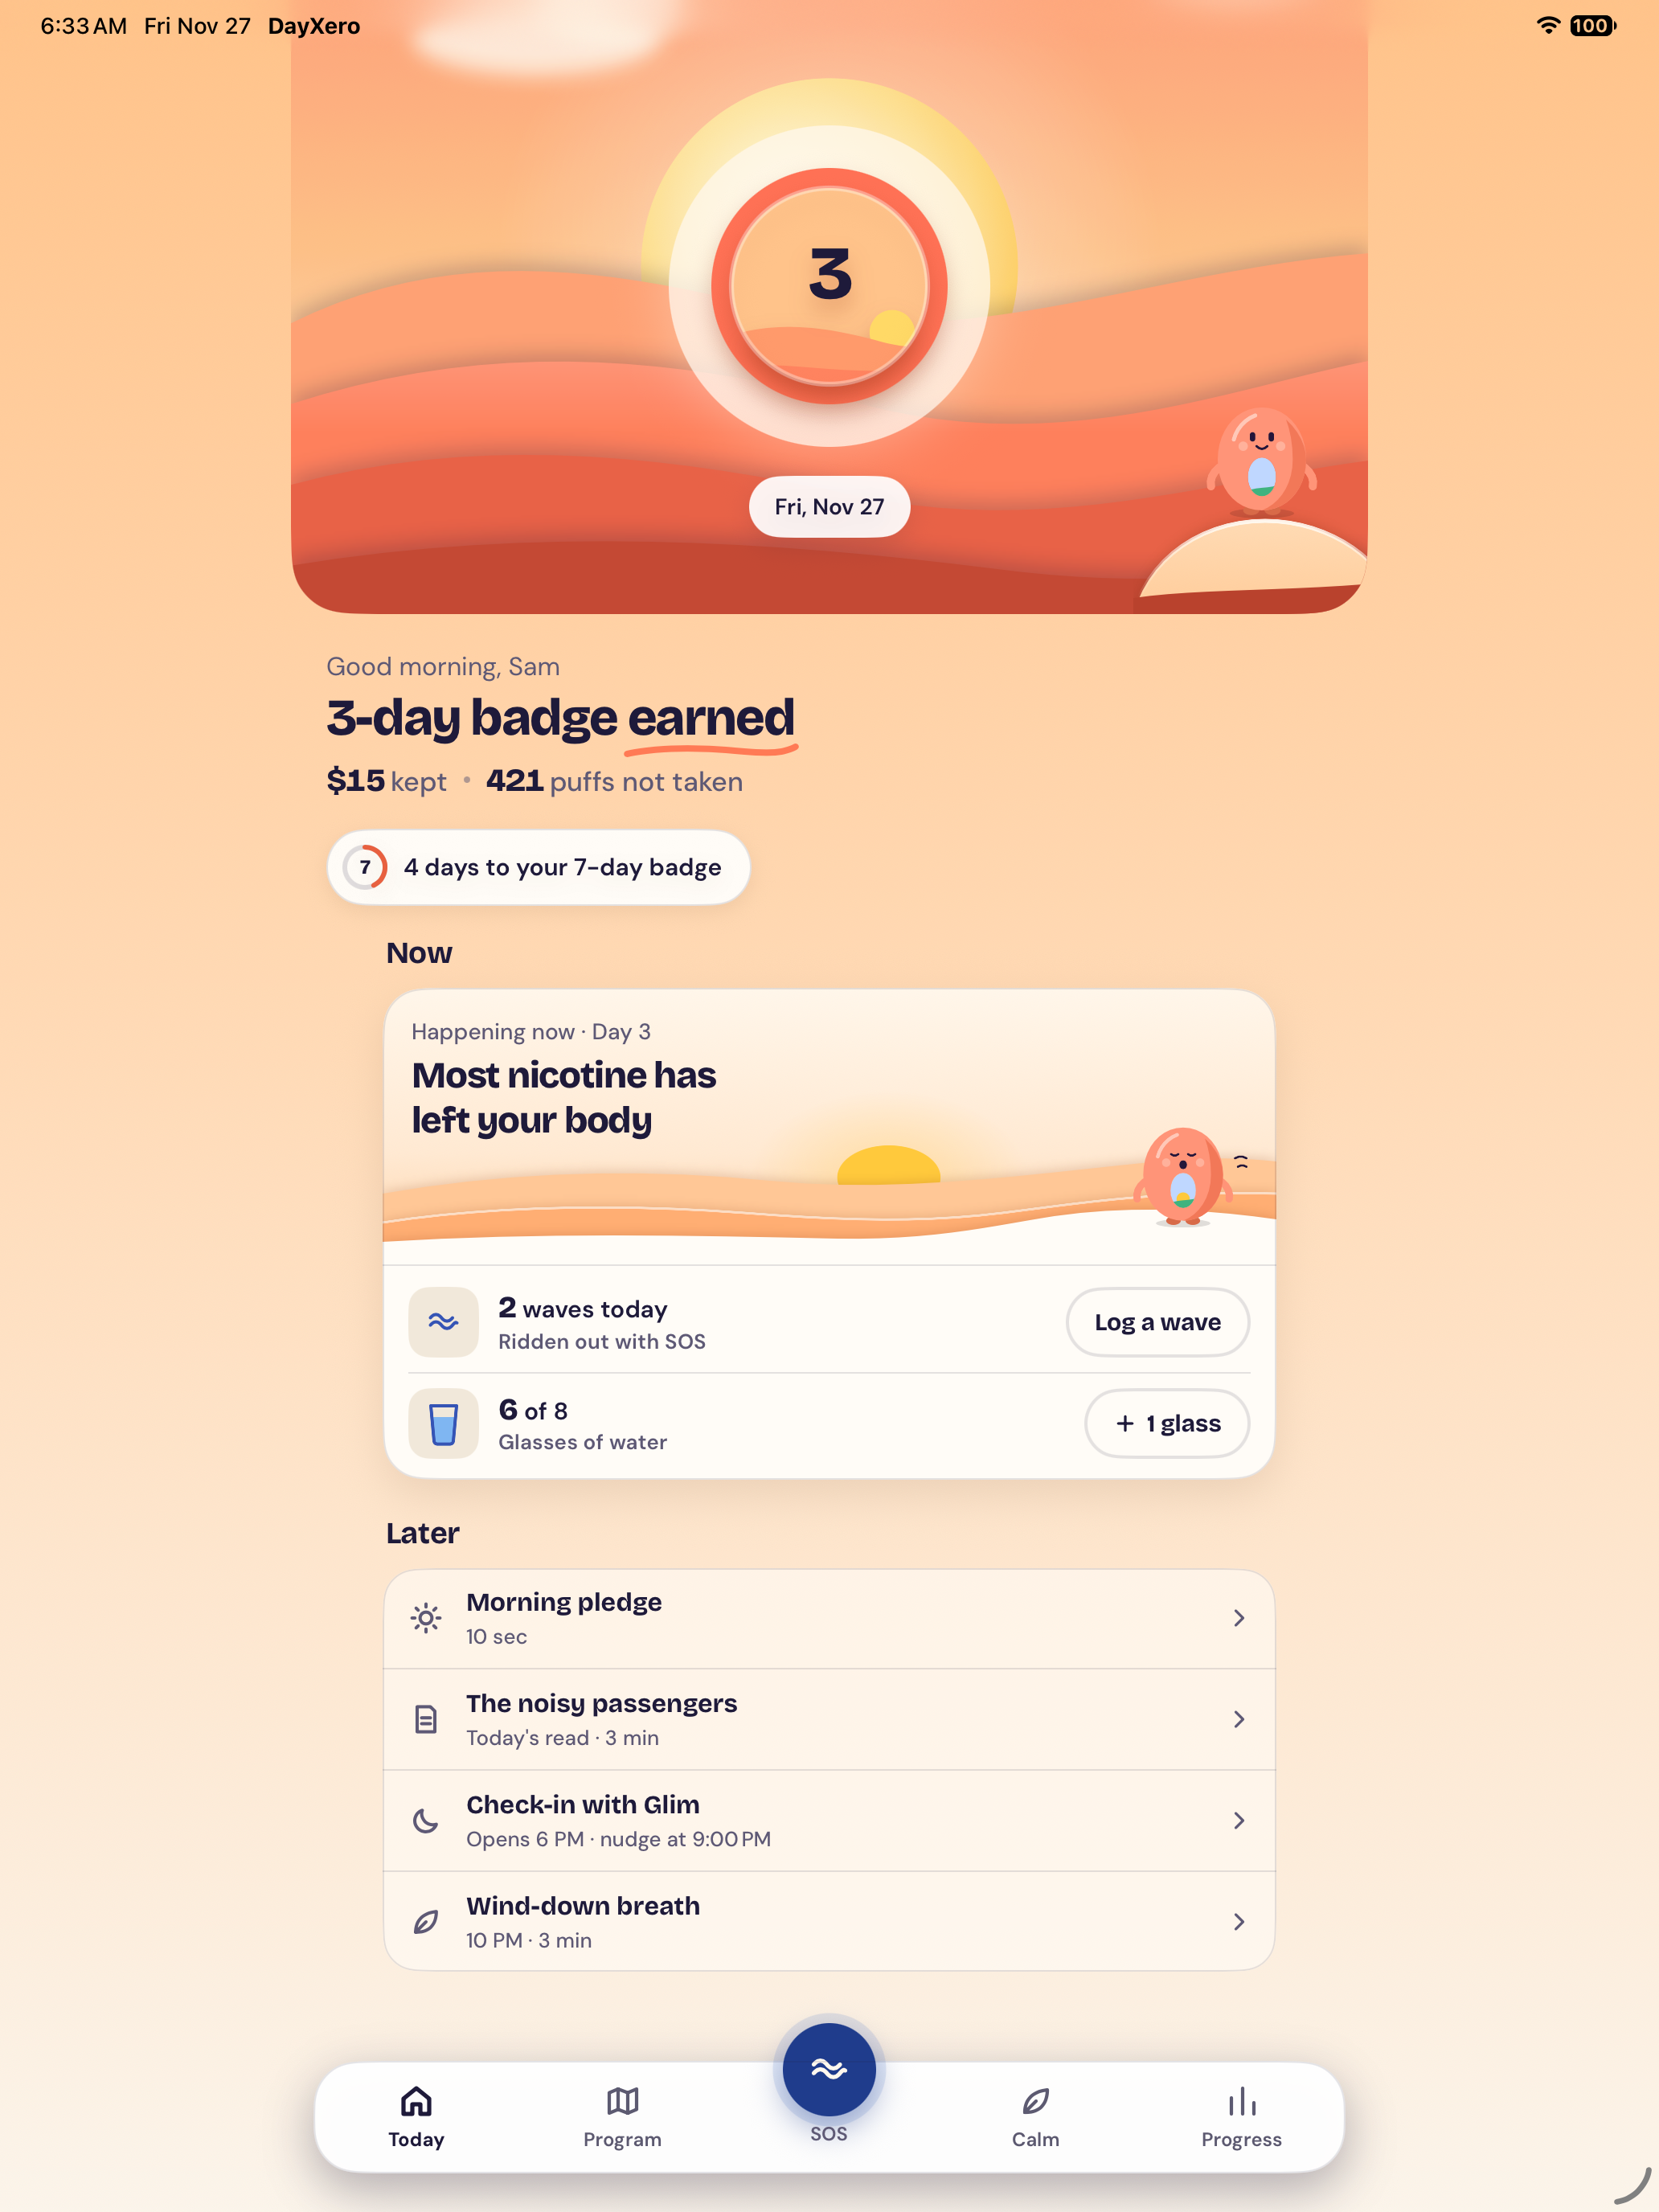 6:33 AM Fri Nov 27 DayXero
100
3
Fri, Nov 27
Good morning, Sam
3-day badge earned
$15 kept • 421 puffs not taken
7 4 days to your 7-day badge
Now
Happening now · Day 3
Most nicotine has
left your body
2 waves today
Ridden out with SOS
Log a wave
6 of 8
Glasses of water
+ 1 glass
Later
Morning pledge
10 sec
The noisy passengers
Today's read · 3 min
Check-in with Glim
Opens 6 PM · nudge at 9:00 PM
Wind-down breath
10 PM · 3 min
Today
Program
SOS
Calm
Progress